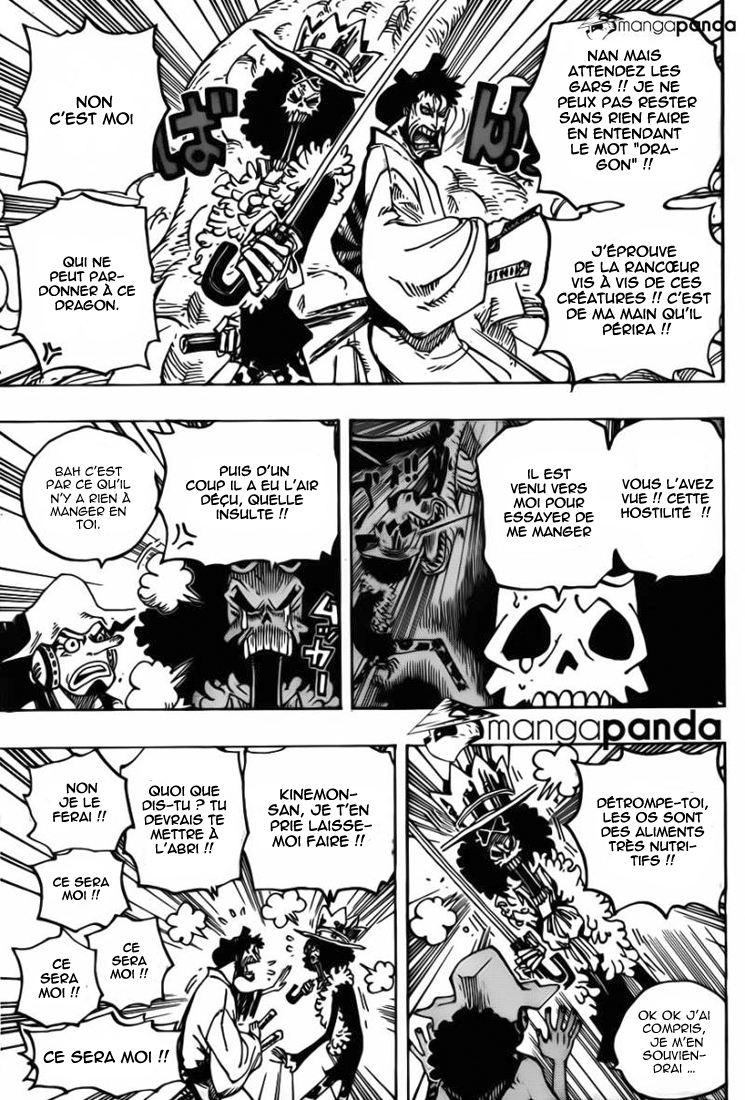 mangapanda
NAN MAIS
ATTENDEZ LES
GARS !! JE NE
PEUX PAS RESTER
SANS RIEN FAIRE
EN ENTENDANT
LE MOT "DRA-
GON" !!
J'ÉPROUVE
DE LA RANCŒUR
VIS À VIS DE CES
CRÉATURES !! C'EST
DE MA MAIN QU'IL
PÉRIRA !!
ばん!!
NON
C'EST MOI
QUI NE
PEUT PAR-
DONNER À CE
DRAGON.
VOUS L'AVEZ
VUE !! CETTE
HOSTILITÉ !!
IL EST
VENU VERS
MOI POUR
ESSAYER DE
ME MANGER
PUIS D'UN
COUP IL A EU L'AIR
DÉÇU, QUELLE
INSULTE !!
ムッカー!
BAH C'EST
PAR CE QU'IL
N'Y A RIEN À
MANGER EN
TOI.
mangapanda
DÉTROMPE-TOI,
LES OS SONT
DES ALIMENTS
TRÈS NUTRI-
TIFS !!
OK OK J'AI
COMPRIS,
JE M'EN
SOUVIEN-
DRAI ...
KINEMON-
SAN, JE T'EN
PRIE LAISSE-
MOI FAIRE !!
QUOI QUE
DIS-TU ? TU
DEVRAIS TE
METTRE À
L'ABRI !!
NON
JE LE
FERAI !!
CE SERA
MOI !!
CE
SERA
MOI !!
CE
SERA
MOI !!
CE SERA MOI !!